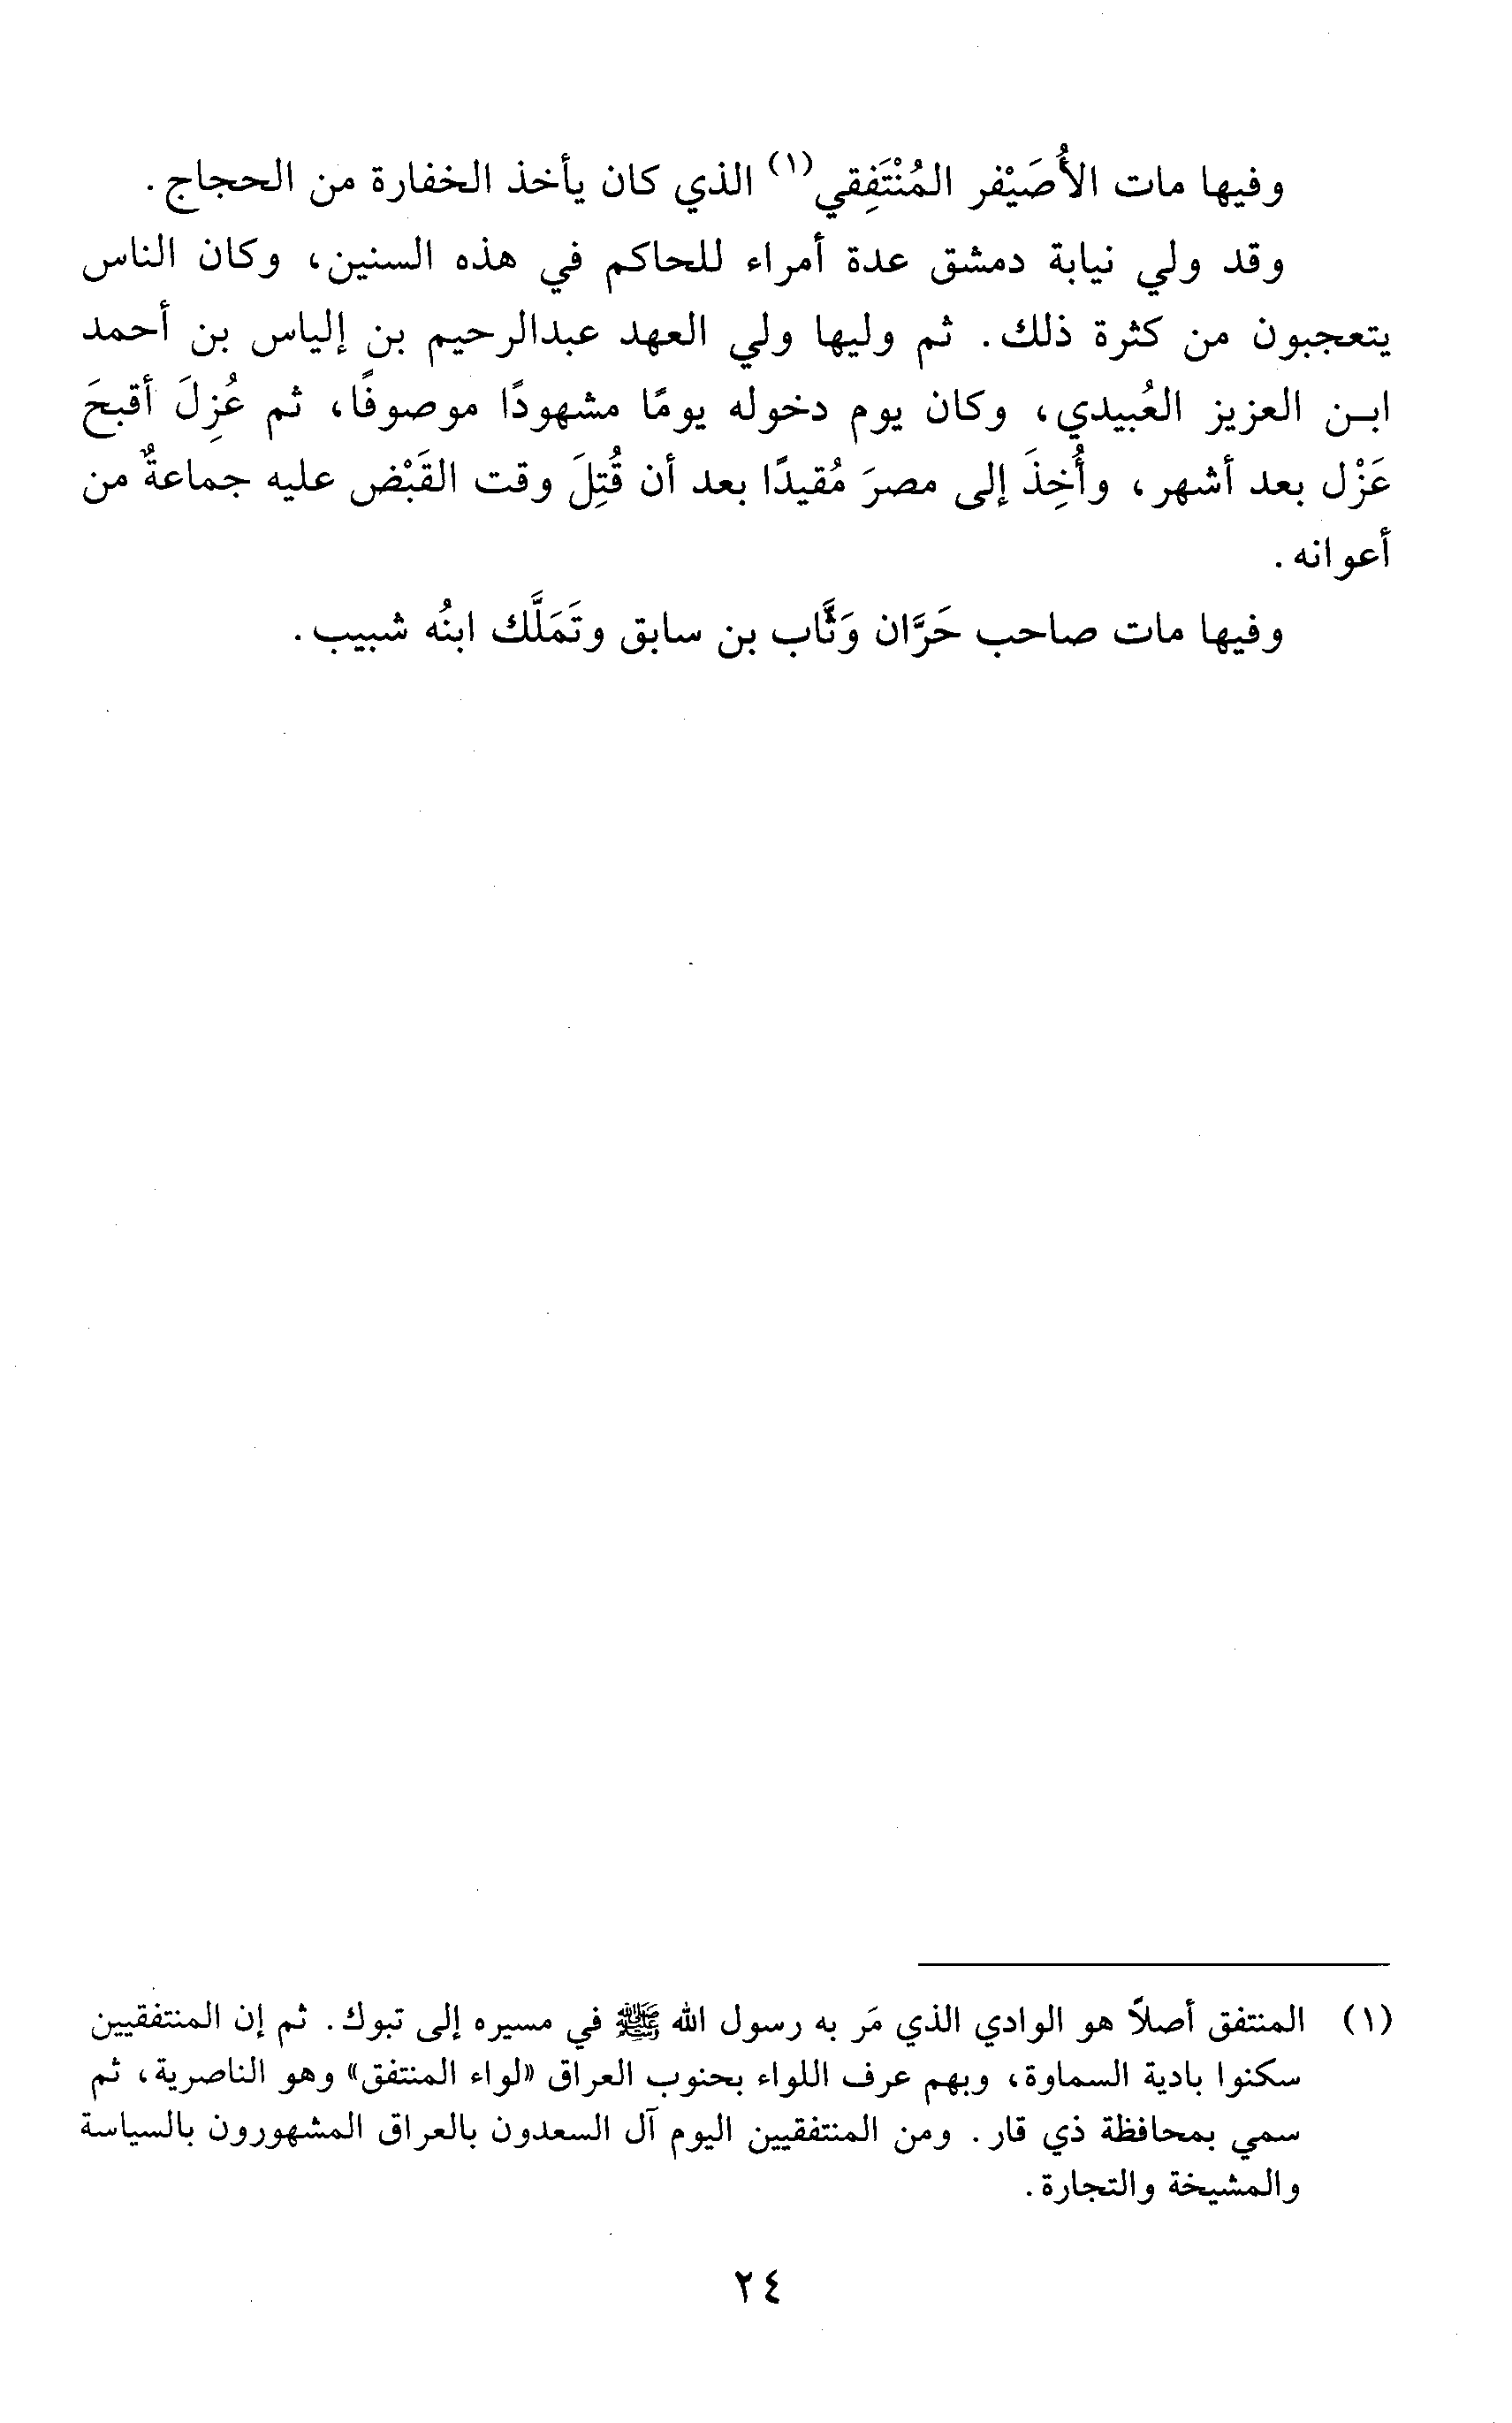 وفيها مات الأُصَيْفر المُنْتَفِقي(١) الذي كان يأخذ الخفارة من الحجاج.
وقد ولي نيابة دمشق عدة أمراء للحاكم في هذه السنين، وكان الناس
يتعجبون من كثرة ذلك. ثم وليها ولي العهد عبدالرحيم بن إلياس بن أحمد
ابن العزيز العُبيدي، وكان يوم دخوله يومًا مشهودًا موصوفًا، ثم عُزِلَ أقبحَ
عَزْل بعد أشهر، وأُخِذَ إلى مصرَ مُقيدًا بعد أن قُتِلَ وقت القَبْض عليه جماعةٌ من
أعوانه.
وفيها مات صاحب حَرَّان وَثَّاب بن سابق وتَمَلَّك ابنُه شبيب.
(١) المنتفق أصلاً هو الوادي الذي مَر به رسول الله ﷺ في مسيره إلى تبوك. ثم إن المنتفقيين
سكنوا بادية السماوة، وبهم عرف اللواء بجنوب العراق «لواء المنتفق» وهو الناصرية، ثم
سمي بمحافظة ذي قار. ومن المنتفقيين اليوم آل السعدون بالعراق المشهورون بالسياسة
والمشيخة والتجارة.
٢٤